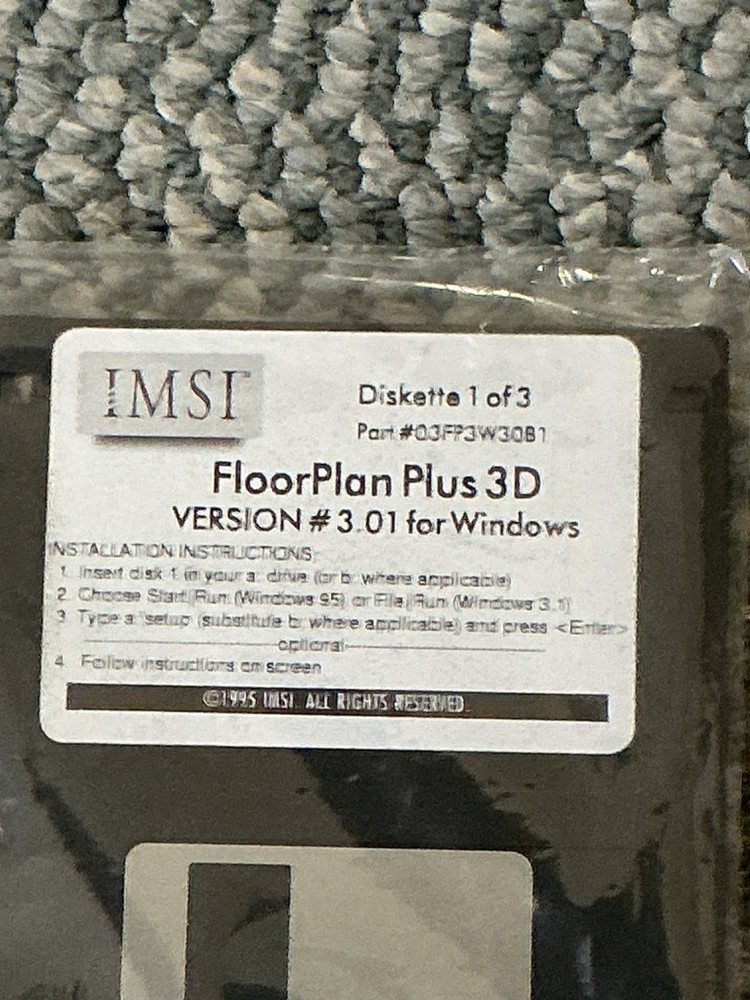 IMSI™
Diskette 1 of 3
Part #03FP3W30B1
FloorPlan Plus 3D
VERSION # 3.01 for Windows
INSTALLATION INSTRUCTIONS:
1. Insert disk 1 in your a: drive (or b: where applicable)
2. Choose Start/Run (Windows 95) or File/Run (Windows 3.1)
3. Type a:\setup (substitute b: where applicable) and press <Enter>
optional
4. Follow instructions on screen
©1995 IMSI. ALL RIGHTS RESERVED.